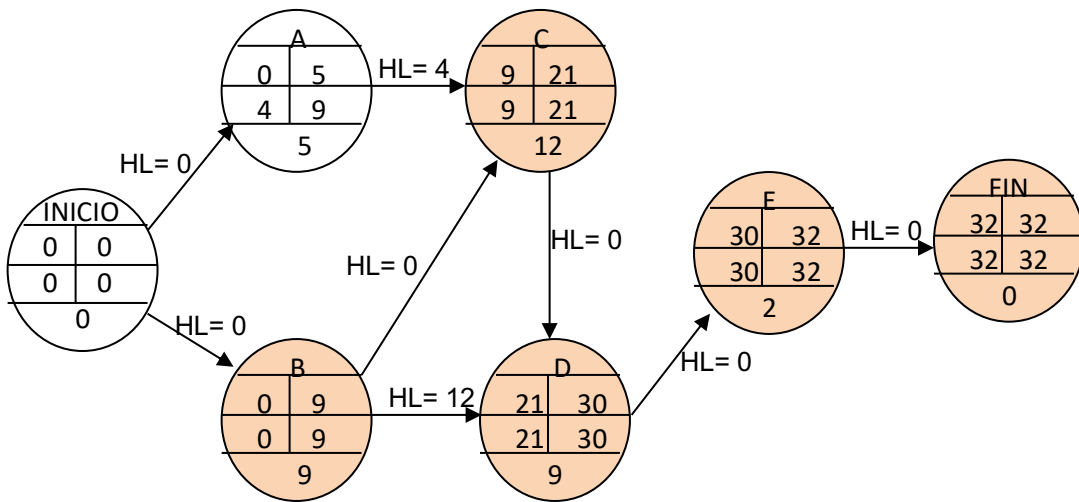 A
0 5
4 9
5
HL= 4
C
9 21
9 21
12
HL= 0
INICIO
0 0
0 0
0
HL= 0
HL= 0
HL= 0
E
30 32
30 32
2
HL= 0
FIN
32 32
32 32
0
HL= 0
B
0 9
0 9
9
HL= 12
D
21 30
21 30
9
HL= 0